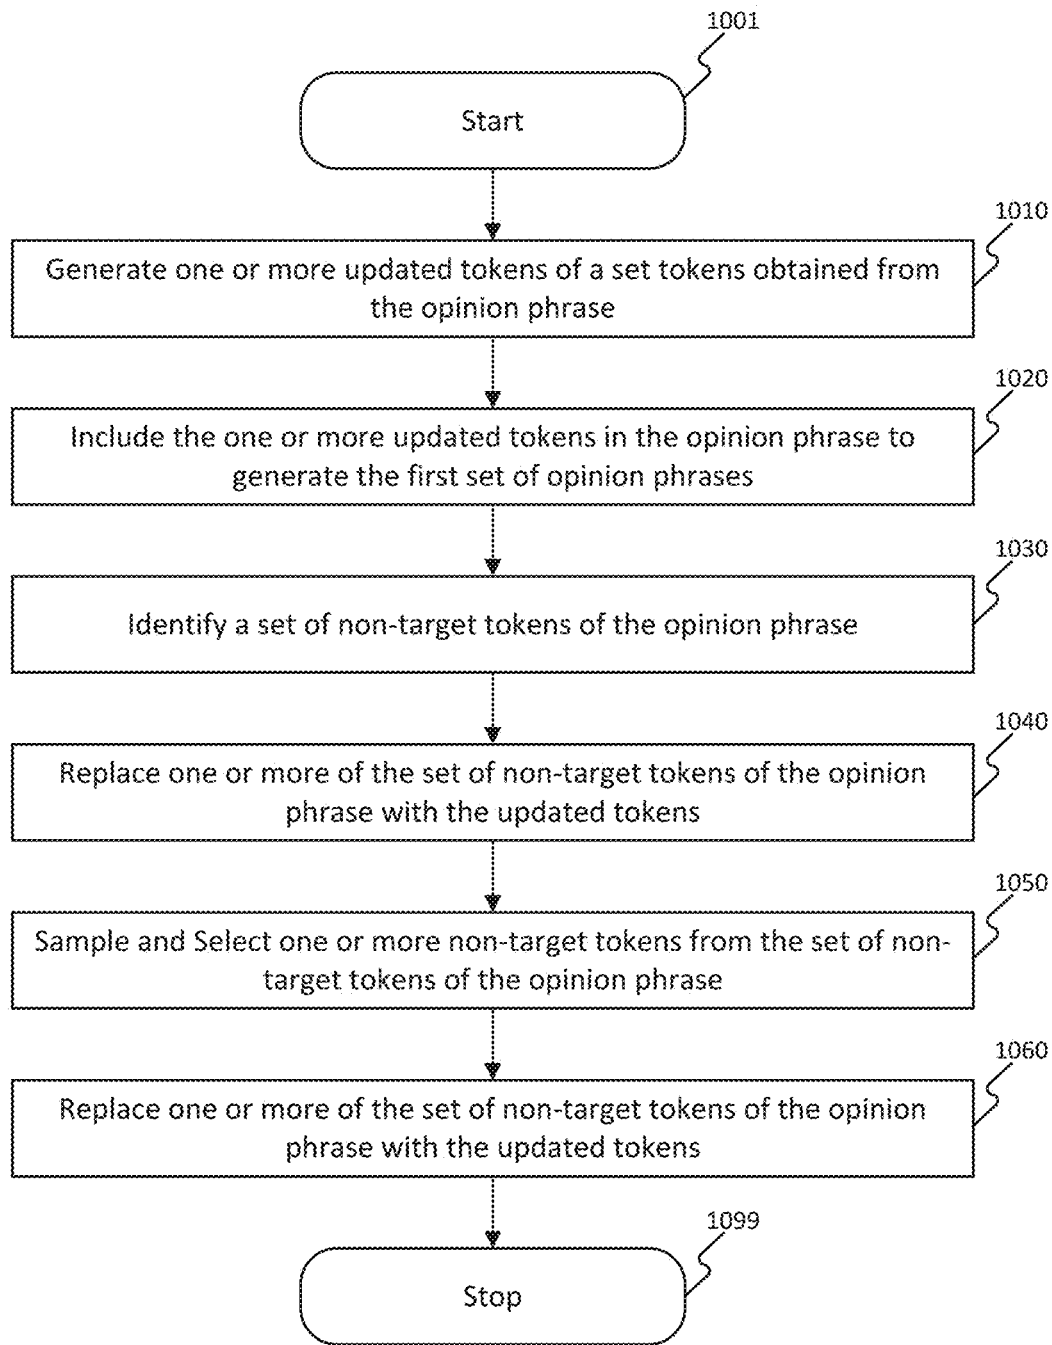 1001
Start
1010
Generate one or more updated tokens of a set tokens obtained from
the opinion phrase
1020
Include the one or more updated tokens in the opinion phrase to
generate the first set of opinion phrases
1030
Identify a set of non-target tokens of the opinion phrase
1040
Replace one or more of the set of non-target tokens of the opinion
phrase with the updated tokens
1050
Sample and Select one or more non-target tokens from the set of non-
target tokens of the opinion phrase
1060
Replace one or more of the set of non-target tokens of the opinion
phrase with the updated tokens
1099
Stop